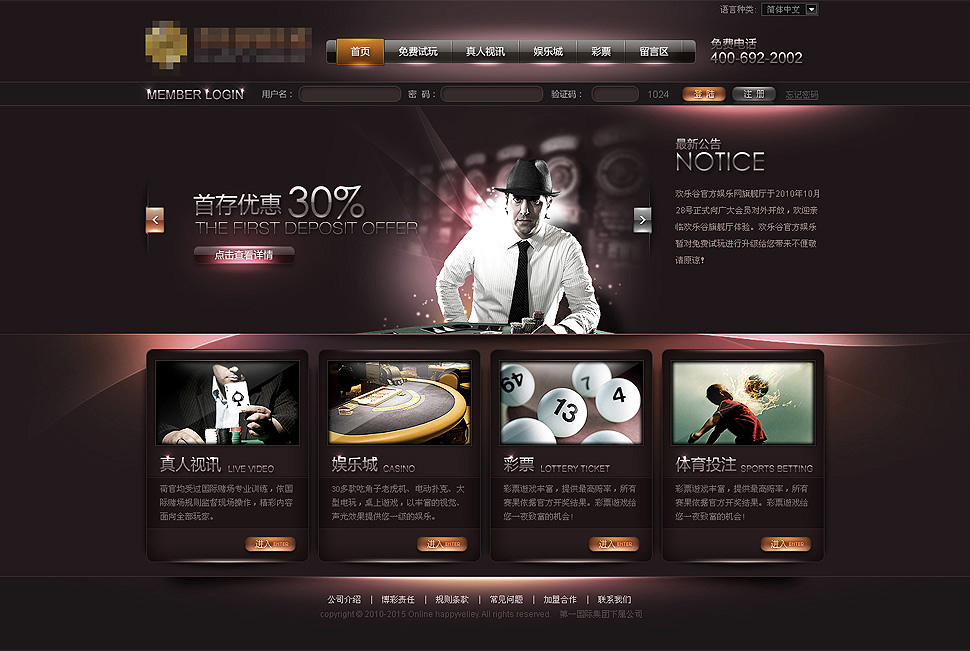 语言种类: 简体中文
首页 免费试玩 真人视讯 娱乐城 彩票 留言区
免费电话
400-692-2002
MEMBER LOGIN 用户名: 密 码: 验证码: 1024 登 陆 注 册 忘记密码
首存优惠 30%
THE FIRST DEPOSIT OFFER
点击查看详情
最新公告
NOTICE
欢乐谷官方娱乐网旗舰厅于2010年10月
28号正式向广大会员对外开放,欢迎亲
临欢乐谷旗舰厅体验。欢乐谷官方娱乐
暂对免费试玩进行升级给您带来不便敬
请原谅!
64
13
7
4
真人视讯 LIVE VIDEO
荷官均受过国际赌场专业训练,依国
际赌场规则监督现场操作,精彩内容
面向全部玩家。
进入 ENTER
娱乐城 CASINO
30多款吃角子老虎机、电动扑克、大
型电玩,桌上游戏,以丰富的视觉、
声光效果提供您一级的娱乐。
进入 ENTER
彩票 LOTTERY TICKET
彩票游戏丰富,提供最高赔率,所有
赛果依据官方开奖结果。彩票游戏给
您一夜致富的机会!
进入 ENTER
体育投注 SPORTS BETTING
彩票游戏丰富,提供最高赔率,所有
赛果依据官方开奖结果。彩票游戏给
您一夜致富的机会!
进入 ENTER
公司介绍 | 博彩责任 | 规则条款 | 常见问题 | 加盟合作 | 联系我们
copyright © 2010-2015 Online happyvalley.All rights reserved. · 第一国际集团下属公司